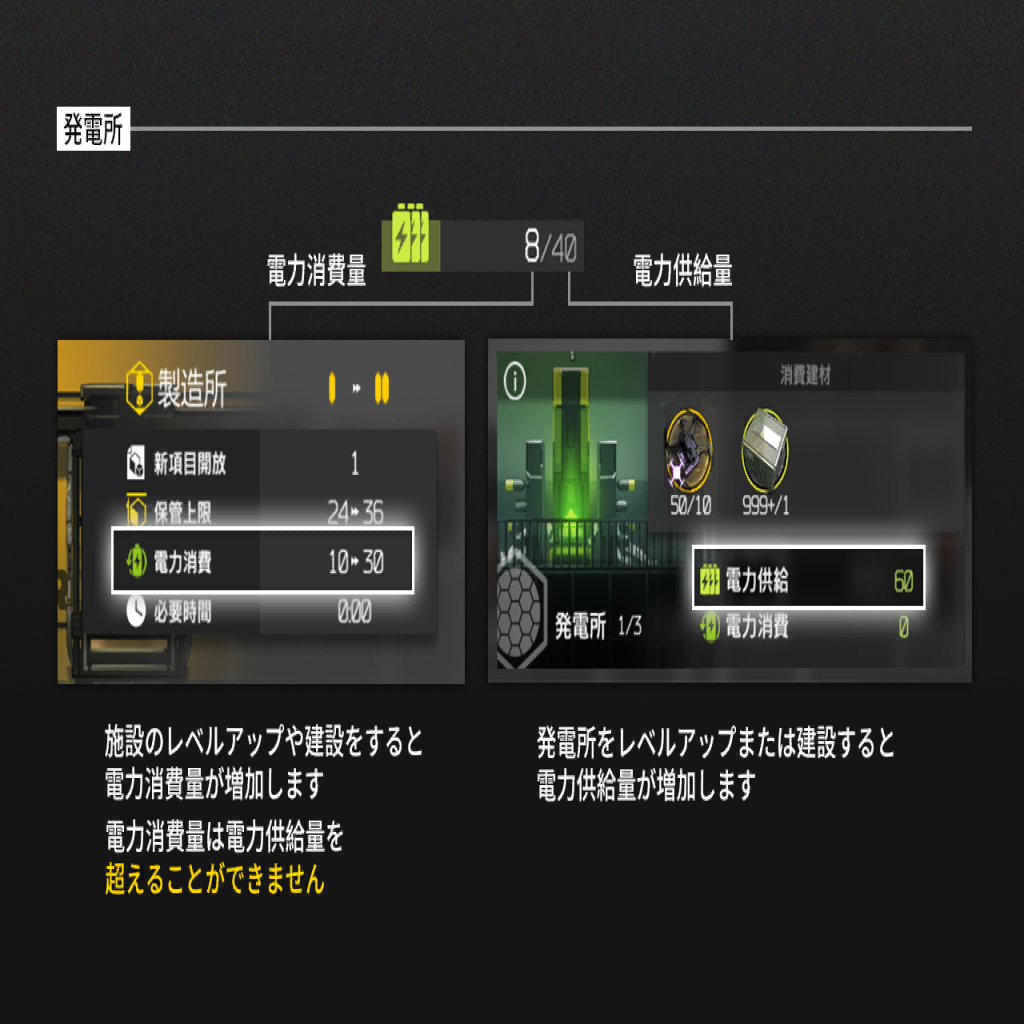 発電所
8/40
電力消費量
電力供給量
製造所
新項目開放 1
保管上限 24 36
電力消費 10 30
必要時間 0:00
消費建材
50/10 999+/1
電力供給 60
発電所 1/3
電力消費 0
施設のレベルアップや建設をすると
電力消費量が増加します
電力消費量は電力供給量を
超えることができません
発電所をレベルアップまたは建設すると
電力供給量が増加します